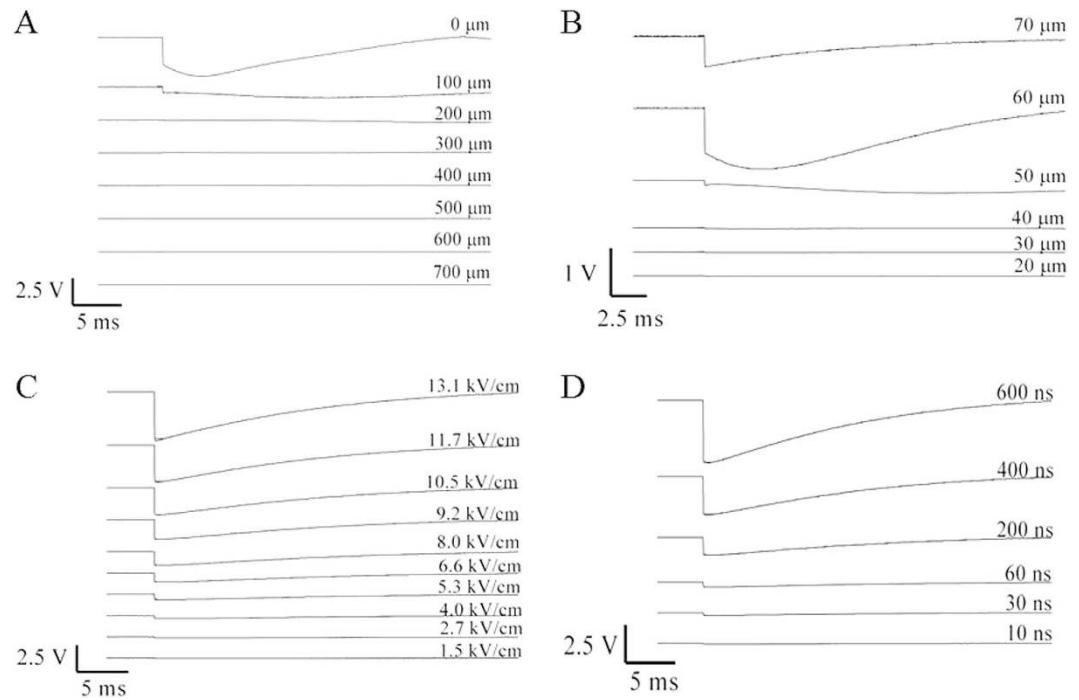 A
0 μm
100 μm
200 μm
300 μm
400 μm
500 μm
600 μm
700 μm
2.5 V
5 ms
B
70 μm
60 μm
50 μm
40 μm
30 μm
20 μm
1 V
2.5 ms
C
13.1 kV/cm
11.7 kV/cm
10.5 kV/cm
9.2 kV/cm
8.0 kV/cm
6.6 kV/cm
5.3 kV/cm
4.0 kV/cm
2.7 kV/cm
1.5 kV/cm
2.5 V
5 ms
D
600 ns
400 ns
200 ns
60 ns
30 ns
10 ns
2.5 V
5 ms